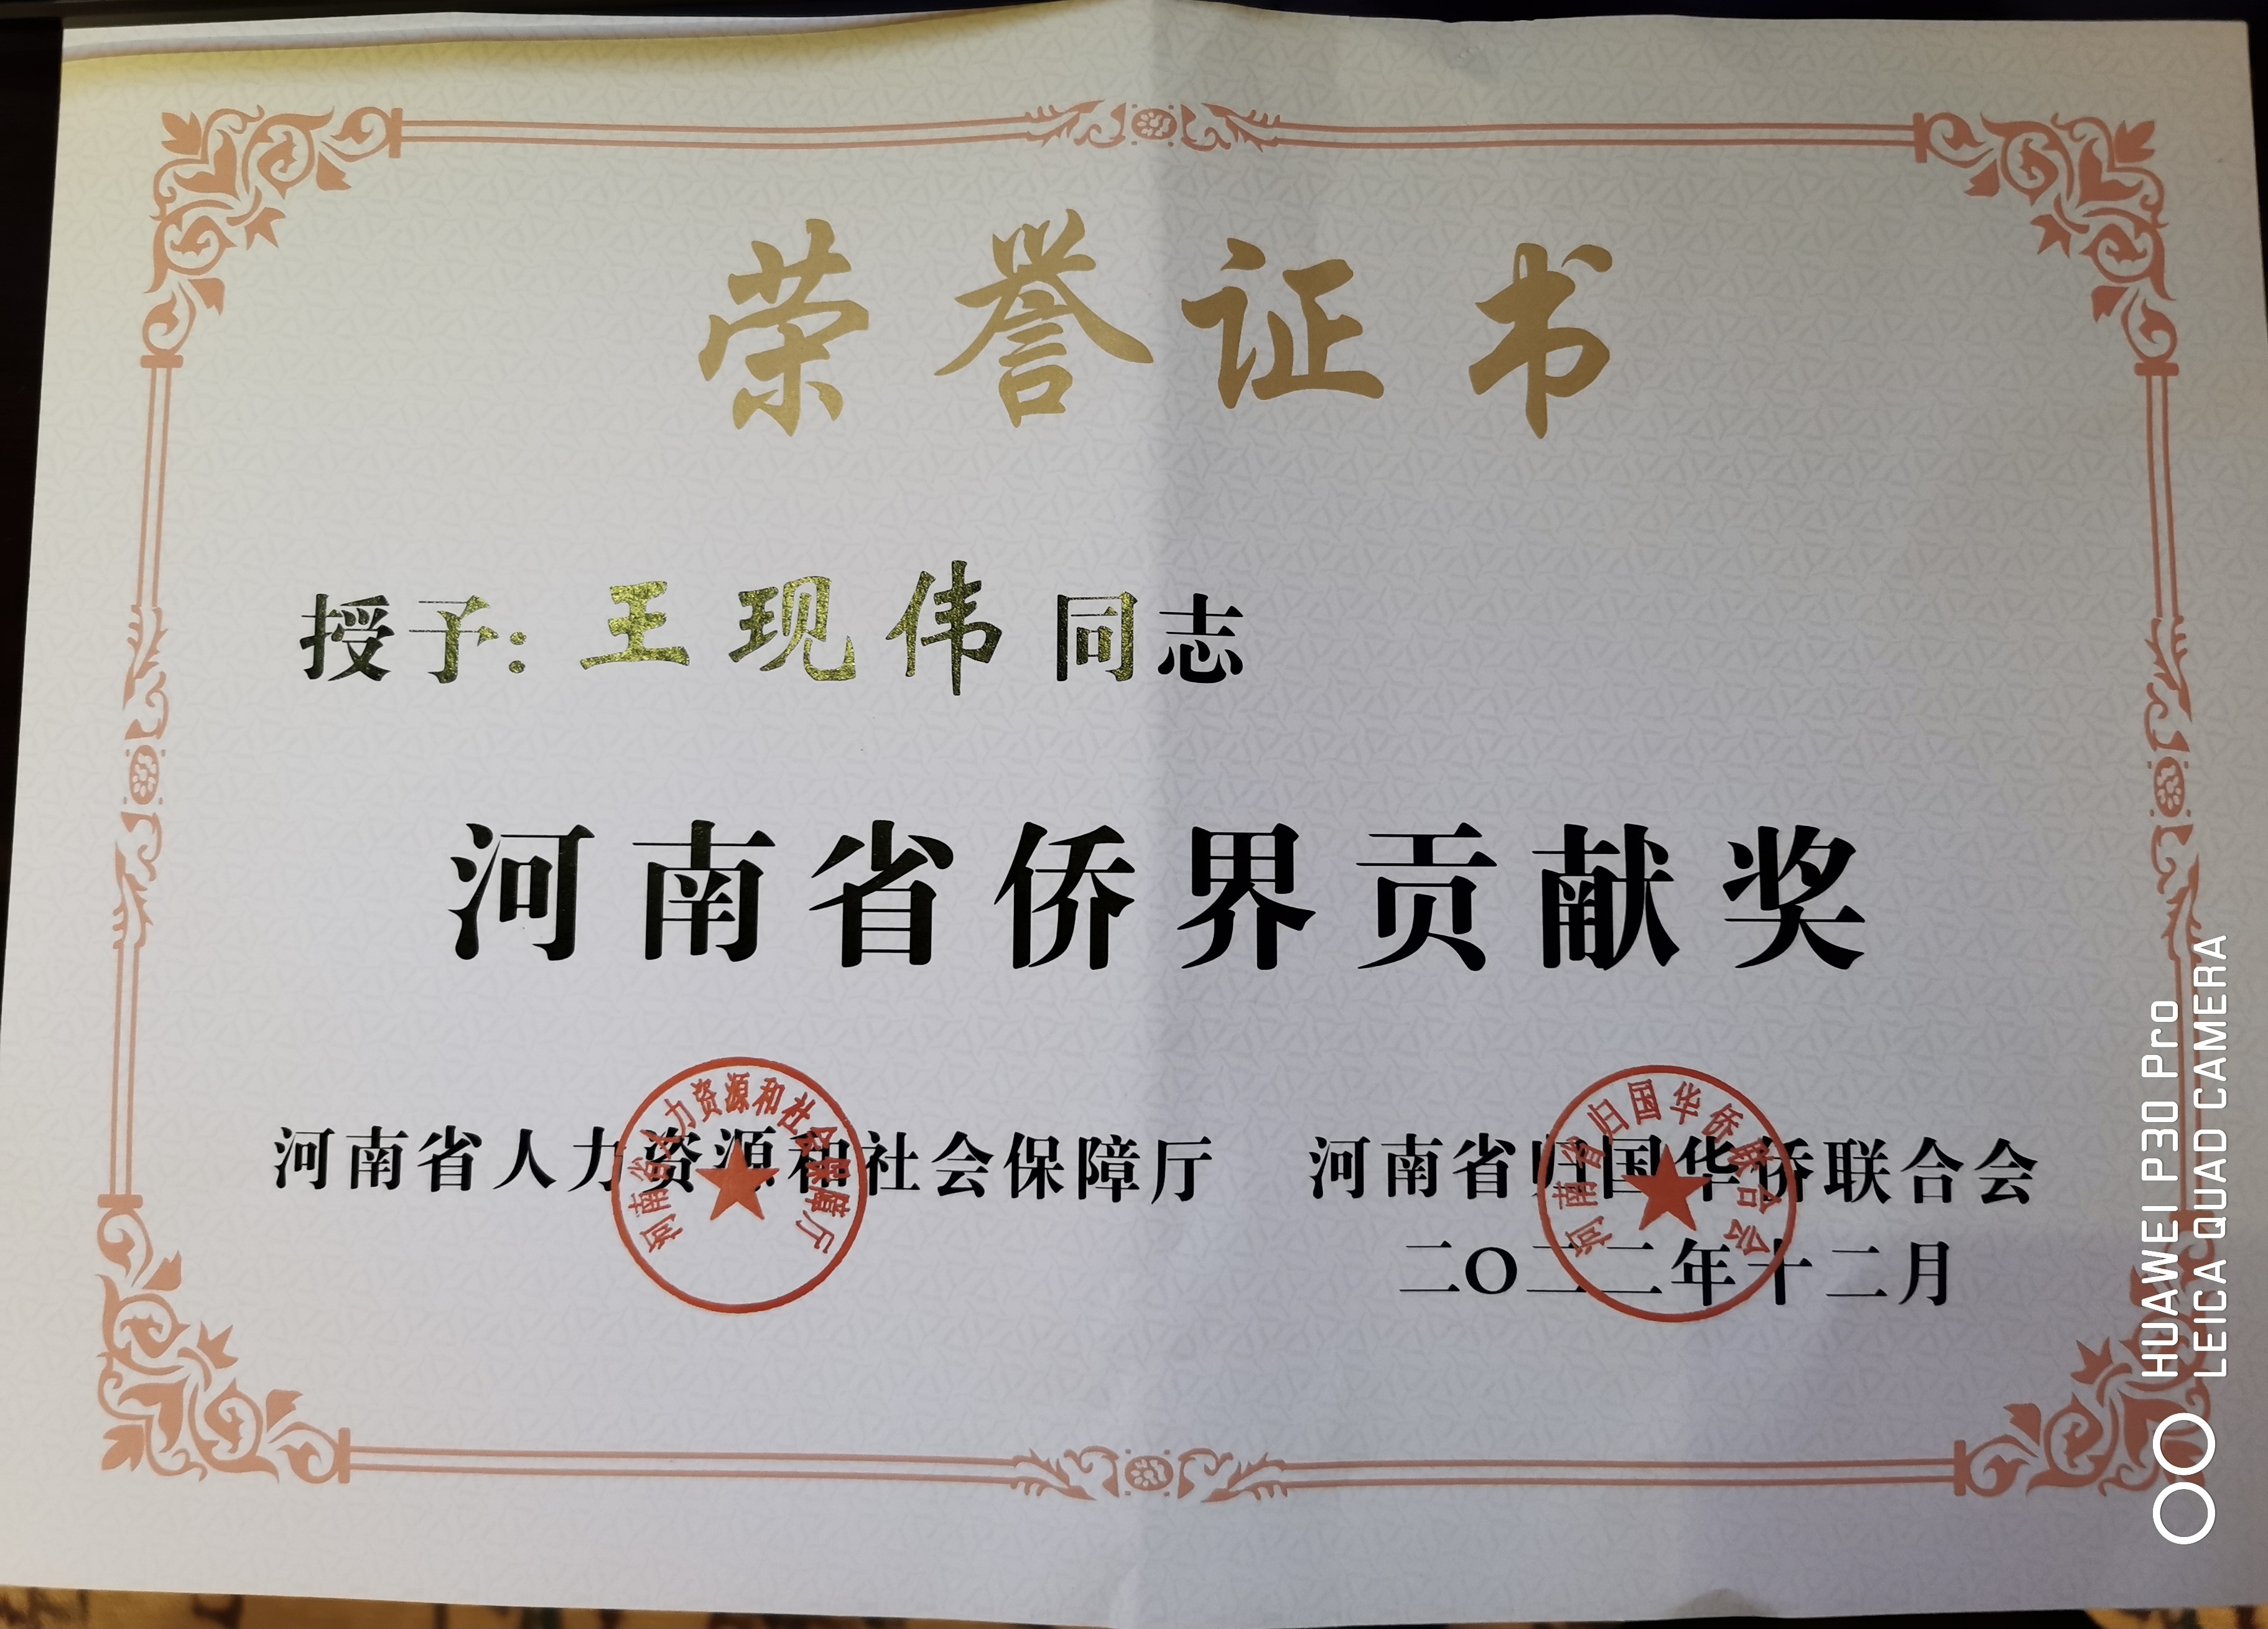 荣誉证书
授予：王现伟同志
河南省侨界贡献奖
河南省人力资源和社会保障厅 河南省归国华侨联合会
二〇二二年十二月
河南省人力资源和社会保障厅
河南省归国华侨联合会
HUAWEI P30 Pro
LEICA QUAD CAMERA